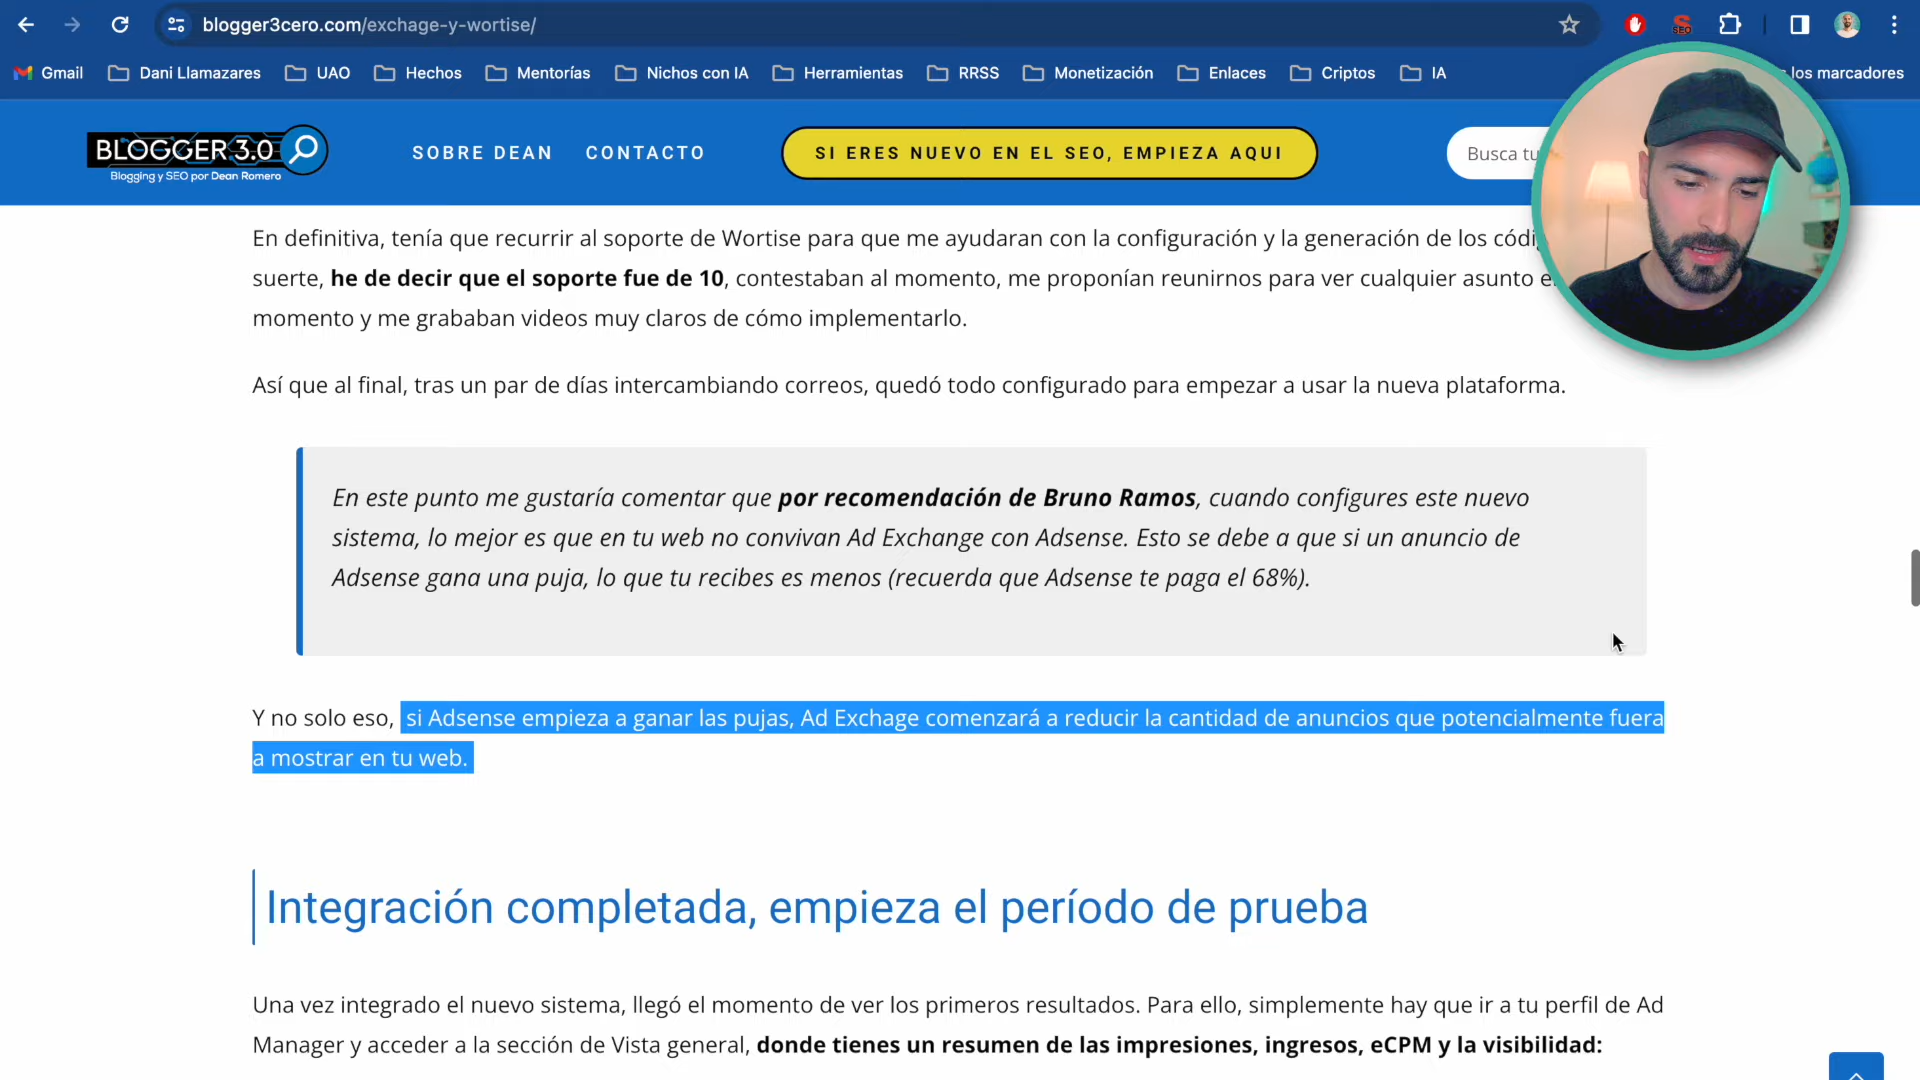 blogger3cero.com/exchage-y-wortise/
SEO
Gmail
Dani Llamazares
UAO
Hechos
Mentorías
Nichos con IA
Herramientas
RRSS
Monetización
Enlaces
Criptos
IA
los marcadores
BLOGGER 3.0
Blogging y SEO por Dean Romero
SOBRE DEAN
CONTACTO
SI ERES NUEVO EN EL SEO, EMPIEZA AQUI
Busca tu
En definitiva, tenía que recurrir al soporte de Wortise para que me ayudaran con la configuración y la generación de los
suerte, he de decir que el soporte fue de 10, contestaban al momento, me proponían reunirnos para ver cualquier asunto
momento y me grababan videos muy claros de cómo implementarlo.
Así que al final, tras un par de días intercambiando correos, quedó todo configurado para empezar a usar la nueva plataforma.
En este punto me gustaría comentar que por recomendación de Bruno Ramos, cuando configures este nuevo
sistema, lo mejor es que en tu web no convivan Ad Exchange con Adsense. Esto se debe a que si un anuncio de
Adsense gana una puja, lo que tu recibes es menos (recuerda que Adsense te paga el 68%).
Y no solo eso, si Adsense empieza a ganar las pujas, Ad Exchage comenzará a reducir la cantidad de anuncios que potencialmente fuera
a mostrar en tu web.
Integración completada, empieza el período de prueba
Una vez integrado el nuevo sistema, llegó el momento de ver los primeros resultados. Para ello, simplemente hay que ir a tu perfil de Ad
Manager y acceder a la sección de Vista general, donde tienes un resumen de las impresiones, ingresos, eCPM y la visibilidad: